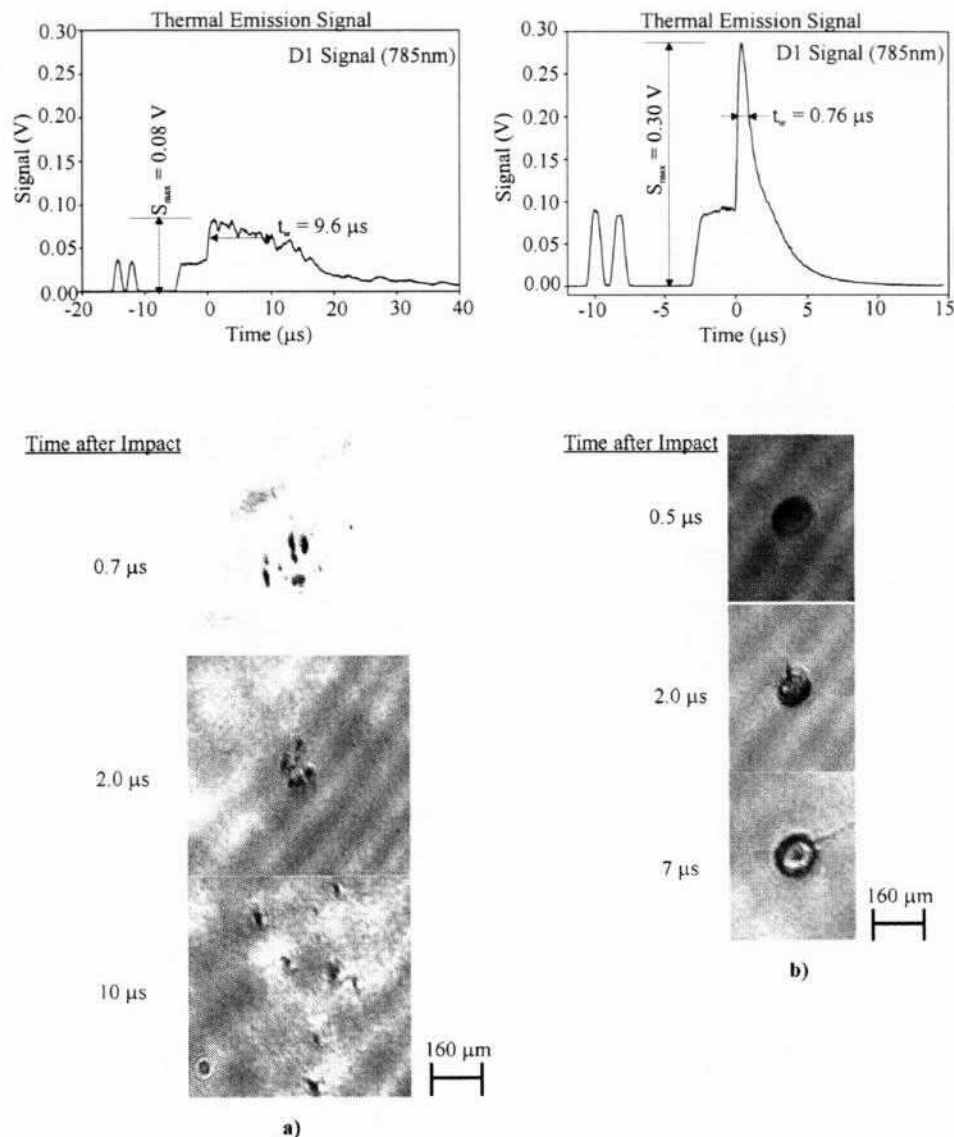 Thermal Emission Signal
D1 Signal (785nm)
0.30
0.25
0.20
0.15
0.10
0.05
0.00
Signal (V)
Smax = 0.08 V
tw = 9.6 µs
-20 -10 0 10 20 30 40
Time (µs)
Thermal Emission Signal
D1 Signal (785nm)
0.30
0.25
0.20
0.15
0.10
0.05
0.00
Signal (V)
Smax = 0.30 V
tw = 0.76 µs
-10 -5 0 5 10 15
Time (µs)
Time after Impact
0.7 µs
2.0 µs
10 µs
160 µm
a)
Time after Impact
0.5 µs
2.0 µs
7 µs
160 µm
b)